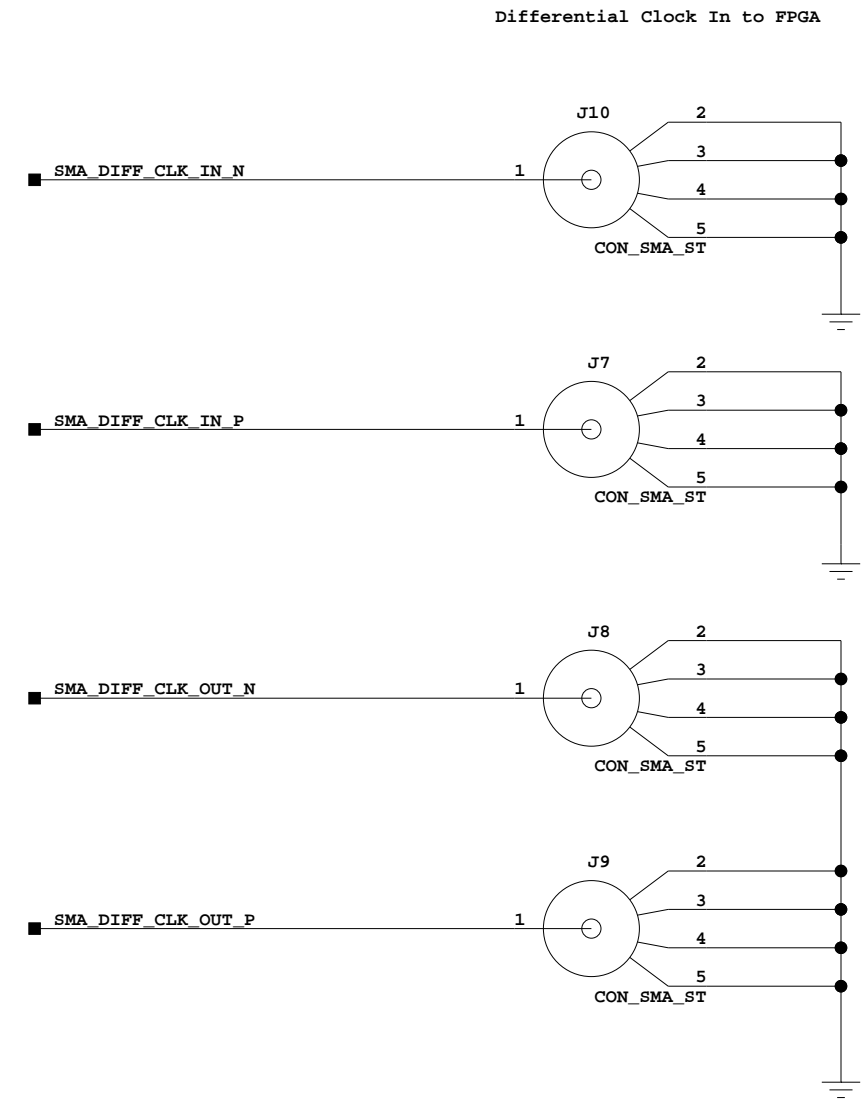 Differential Clock In to FPGA
J10
2
3
SMA_DIFF_CLK_IN_N
1
4
5
CON_SMA_ST
J7
2
3
SMA_DIFF_CLK_IN_P
1
4
5
CON_SMA_ST
J8
2
3
SMA_DIFF_CLK_OUT_N
1
4
5
CON_SMA_ST
J9
2
3
SMA_DIFF_CLK_OUT_P
1
4
5
CON_SMA_ST